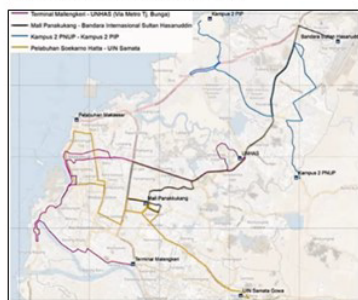 Terminal Mallengkeri - UNHAS (Via Metro Tj. Bunga)
Mall Panakukang - Bandara Internasional Sultan Hasanuddin
Kampus 2 PNUP - Kampus 2 PIP
Pelabuhan Soekarno Hatta - UIN Samata
Kampus 2 PIP
Bandara Sultan Hasanuddin
Pelabuhan Makassar
UNHAS
Kampus 2 PNUP
Mall Panakkukang
Terminal Malengkeri
UIN Samata Gowa